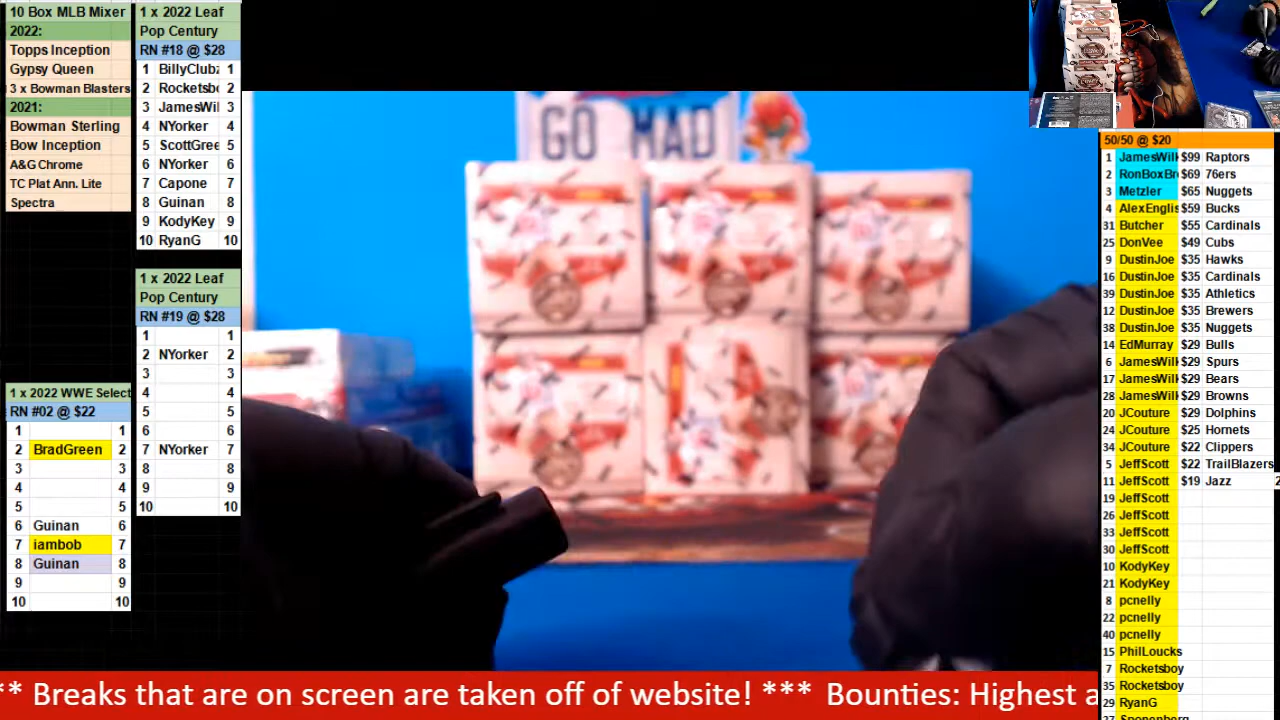 10 Box MLB Mixer
2022:
Topps Inception
Gypsy Queen
3 x Bowman Blasters
2021:
Bowman Sterling
Bow Inception
A&G Chrome
TC Plat Ann. Lite
Spectra
1 x 2022 WWE Select
RN #02 @ $22
1 1
2 BradGreen 2
3 3
4 4
5 5
6 Guinan 6
7 iambob 7
8 Guinan 8
9 9
10 10
1 x 2022 Leaf
Pop Century
RN #18 @ $28
1 BillyClubz 1
2 Rocketsbo 2
3 JamesWil 3
4 NYorker 4
5 ScottGree 5
6 NYorker 6
7 Capone 7
8 Guinan 8
9 KodyKey 9
10 RyanG 10
1 x 2022 Leaf
Pop Century
RN #19 @ $28
1 1
2 NYorker 2
3 3
4 4
5 5
6 6
7 NYorker 7
8 8
9 9
10 10
GO MAD
50/50 @ $20
1 JamesWilk $99 Raptors
2 RonBoxBr $69 76ers
3 Metzler $65 Nuggets
4 AlexEnglis $59 Bucks
31 Butcher $55 Cardinals
25 DonVee $49 Cubs
9 DustinJoe $35 Hawks
16 DustinJoe $35 Cardinals
39 DustinJoe $35 Athletics
12 DustinJoe $35 Brewers
38 DustinJoe $35 Nuggets
14 EdMurray $29 Bulls
6 JamesWilk $29 Spurs
17 JamesWilk $29 Bears
28 JamesWilk $29 Browns
20 JCouture $29 Dolphins
24 JCouture $25 Hornets
34 JCouture $22 Clippers
5 JeffScott $22 TrailBlazers
11 JeffScott $19 Jazz 2
19 JeffScott
26 JeffScott
33 JeffScott
30 JeffScott
10 KodyKey
21 KodyKey
8 pcnelly
22 pcnelly
40 pcnelly
15 PhilLoucks
7 Rocketsboy
35 Rocketsboy
29 RyanG
27 Sponenberg
** Breaks that are on screen are taken off of website! *** Bounties: Highest a